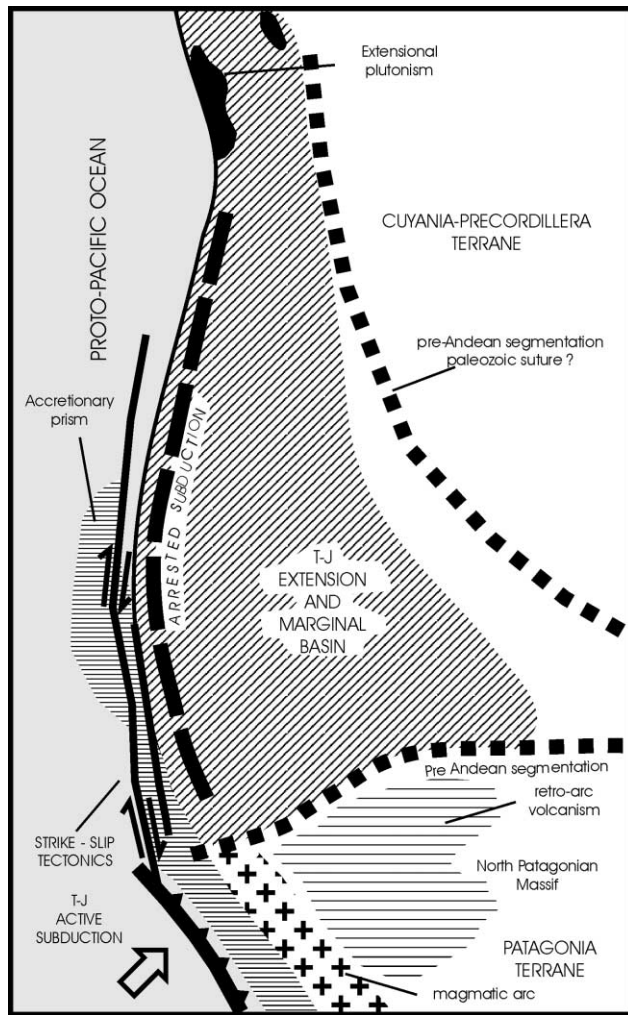 Extensional
plutonism
PROTO-PACIFIC OCEAN
CUYANIA-PRECORDILLERA
TERRANE
pre-Andean segmentation
paleozoic suture ?
Accretionary
prism
ARRESTED SUBDUCTION
T-J
EXTENSION
AND
MARGINAL
BASIN
Pre Andean segmentation
retro-arc
volcanism
STRIKE - SLIP
TECTONICS
North Patagonian
Massif
T-J
ACTIVE
SUBDUCTION
PATAGONIA
TERRANE
magmatic arc